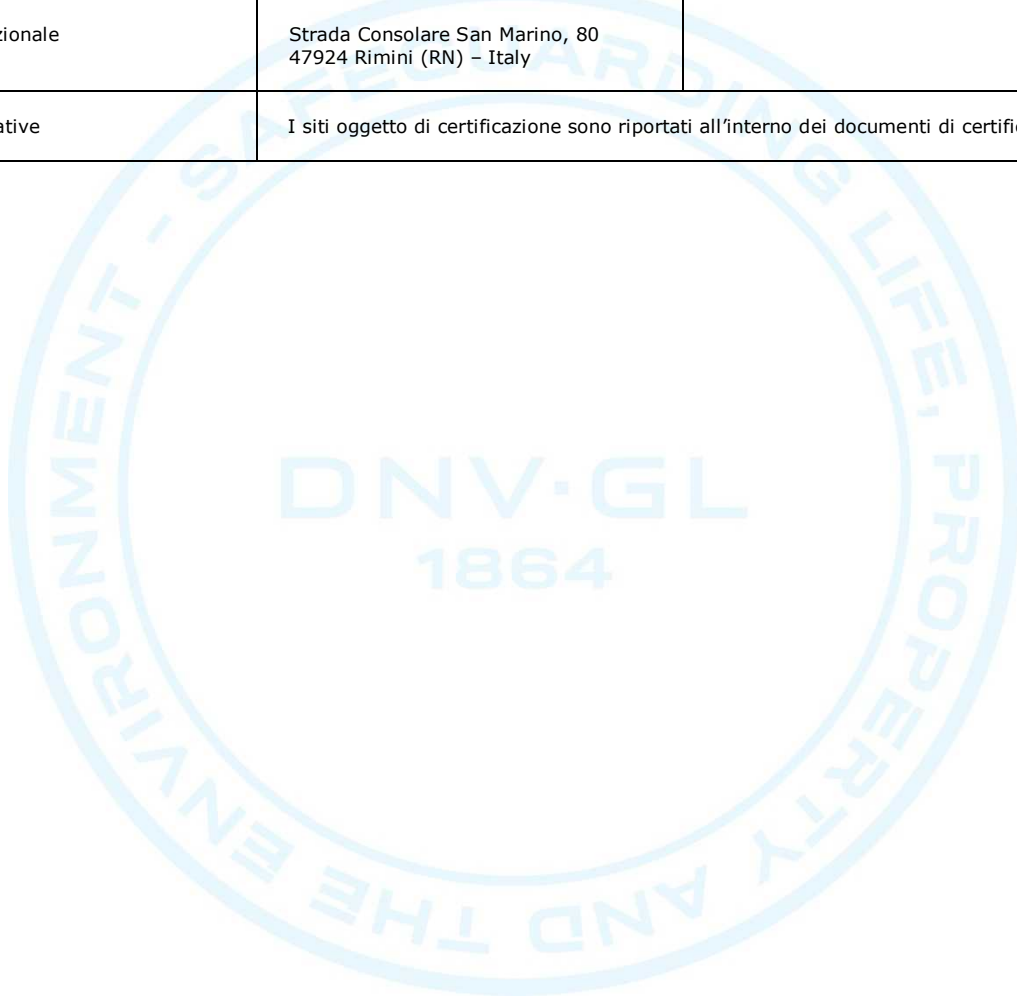 zionale
Strada Consolare San Marino, 80
47924 Rimini (RN) – Italy
ative
I siti oggetto di certificazione sono riportati all’interno dei documenti di certifi
SAFEGUARDING LIFE, PROPERTY AND THE ENVIRONMENT -
DNV·GL
1864